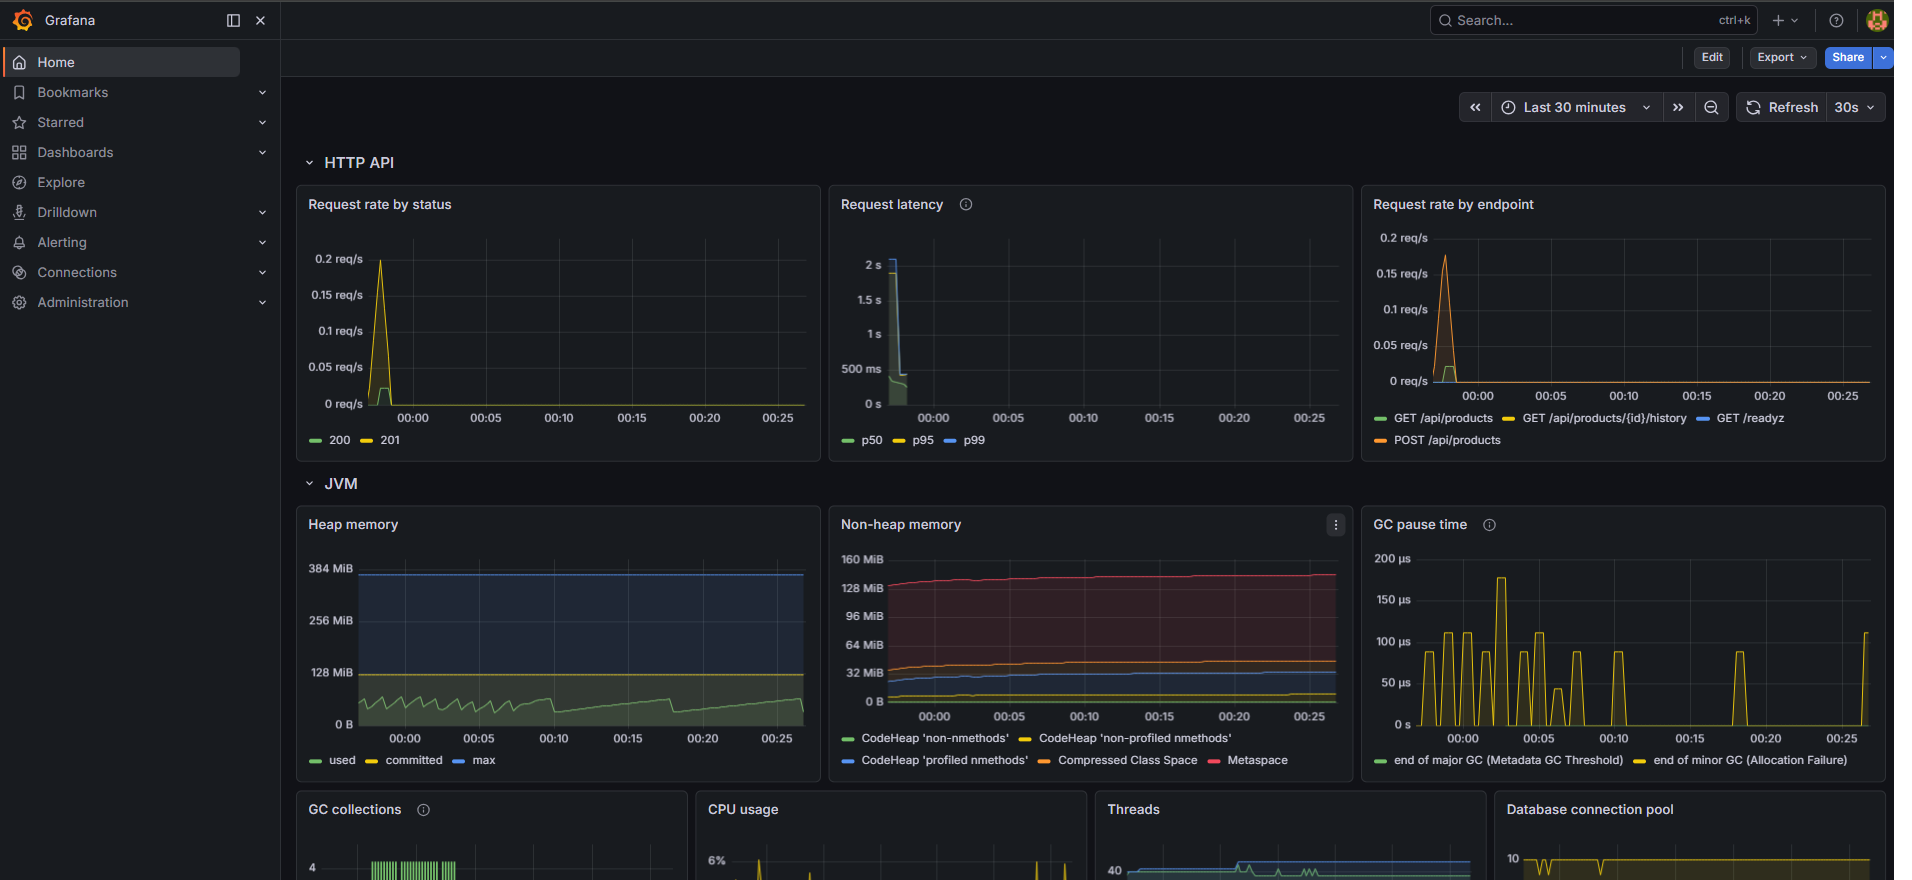 Grafana
Search...
ctrl+k
Home
Bookmarks
Starred
Dashboards
Explore
Drilldown
Alerting
Connections
Administration
Edit
Export
Share
Last 30 minutes
Refresh
30s
HTTP API
Request rate by status
0.2 req/s
0.15 req/s
0.1 req/s
0.05 req/s
0 req/s
00:00 00:05 00:10 00:15 00:20 00:25
200 201
Request latency
2 s
1.5 s
1 s
500 ms
0 s
00:00 00:05 00:10 00:15 00:20 00:25
p50 p95 p99
Request rate by endpoint
0.2 req/s
0.15 req/s
0.1 req/s
0.05 req/s
0 req/s
00:00 00:05 00:10 00:15 00:20 00:25
GET /api/products GET /api/products/{id}/history GET /readyz
POST /api/products
JVM
Heap memory
384 MiB
256 MiB
128 MiB
0 B
00:00 00:05 00:10 00:15 00:20 00:25
used committed max
Non-heap memory
160 MiB
128 MiB
96 MiB
64 MiB
32 MiB
0 B
00:00 00:05 00:10 00:15 00:20 00:25
CodeHeap 'non-nmethods' CodeHeap 'non-profiled nmethods'
CodeHeap 'profiled nmethods' Compressed Class Space Metaspace
GC pause time
200 µs
150 µs
100 µs
50 µs
0 s
00:00 00:05 00:10 00:15 00:20 00:25
end of major GC (Metadata GC Threshold) end of minor GC (Allocation Failure)
GC collections
4
CPU usage
6%
Threads
40
Database connection pool
10